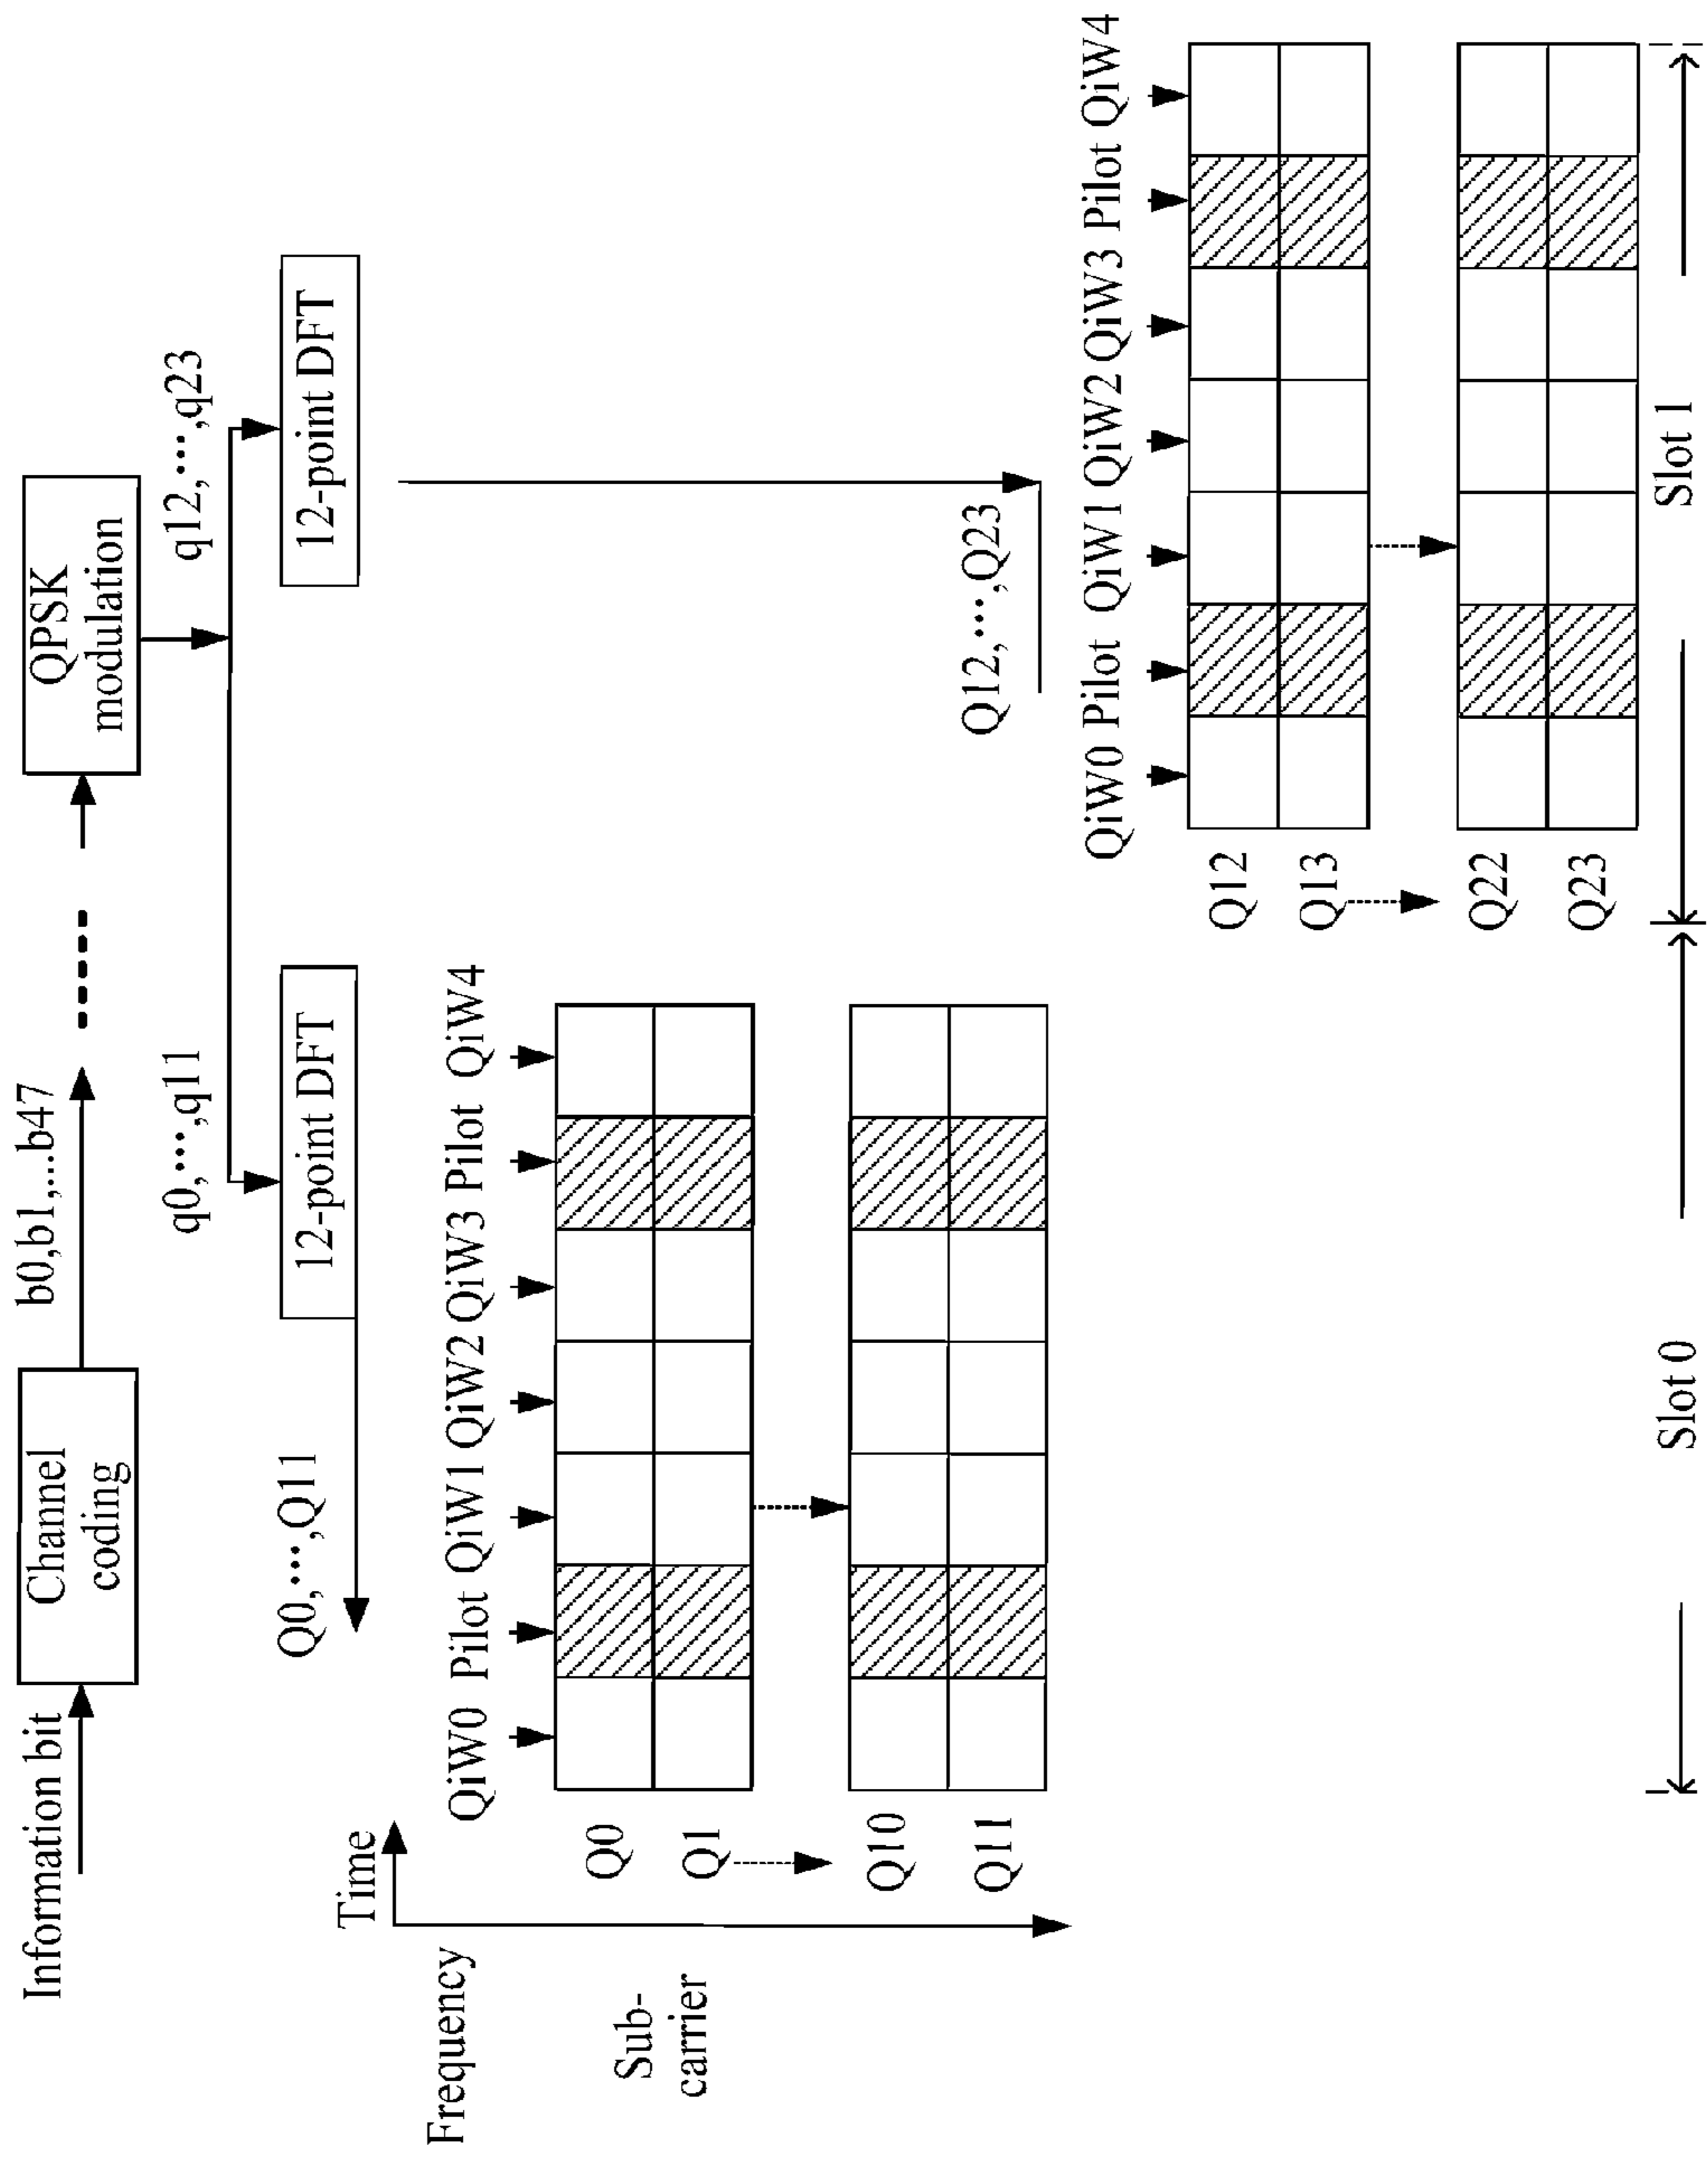 Information bit
Channel
coding
b0,b1,...b47
QPSK
modulation
q0,···,q11
q12,···,q23
12-point DFT
12-point DFT
Q0,···,Q11
Time
Frequency
Sub-
carrier
QiW0 Pilot QiW1 QiW2 QiW3 Pilot QiW4
Q0
Q1
Q10
Q11
Q12,···,Q23
QiW0 Pilot QiW1 QiW2 QiW3 Pilot QiW4
Q12
Q13
Q22
Q23
Slot 0
Slot 1